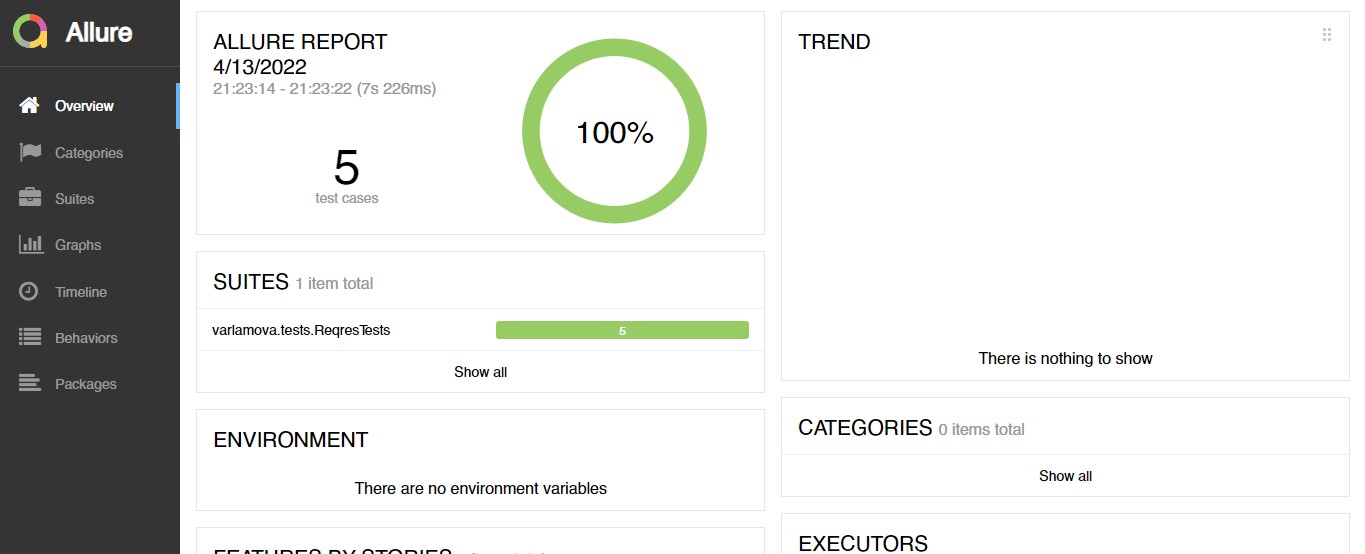 Allure
Overview
Categories
Suites
Graphs
Timeline
Behaviors
Packages
ALLURE REPORT
4/13/2022
21:23:14 - 21:23:22 (7s 226ms)
5
test cases
100%
SUITES 1 item total
varlamova.tests.ReqresTests
5
Show all
ENVIRONMENT
There are no environment variables
FEATURES BY STORIES
TREND
There is nothing to show
CATEGORIES 0 items total
Show all
EXECUTORS